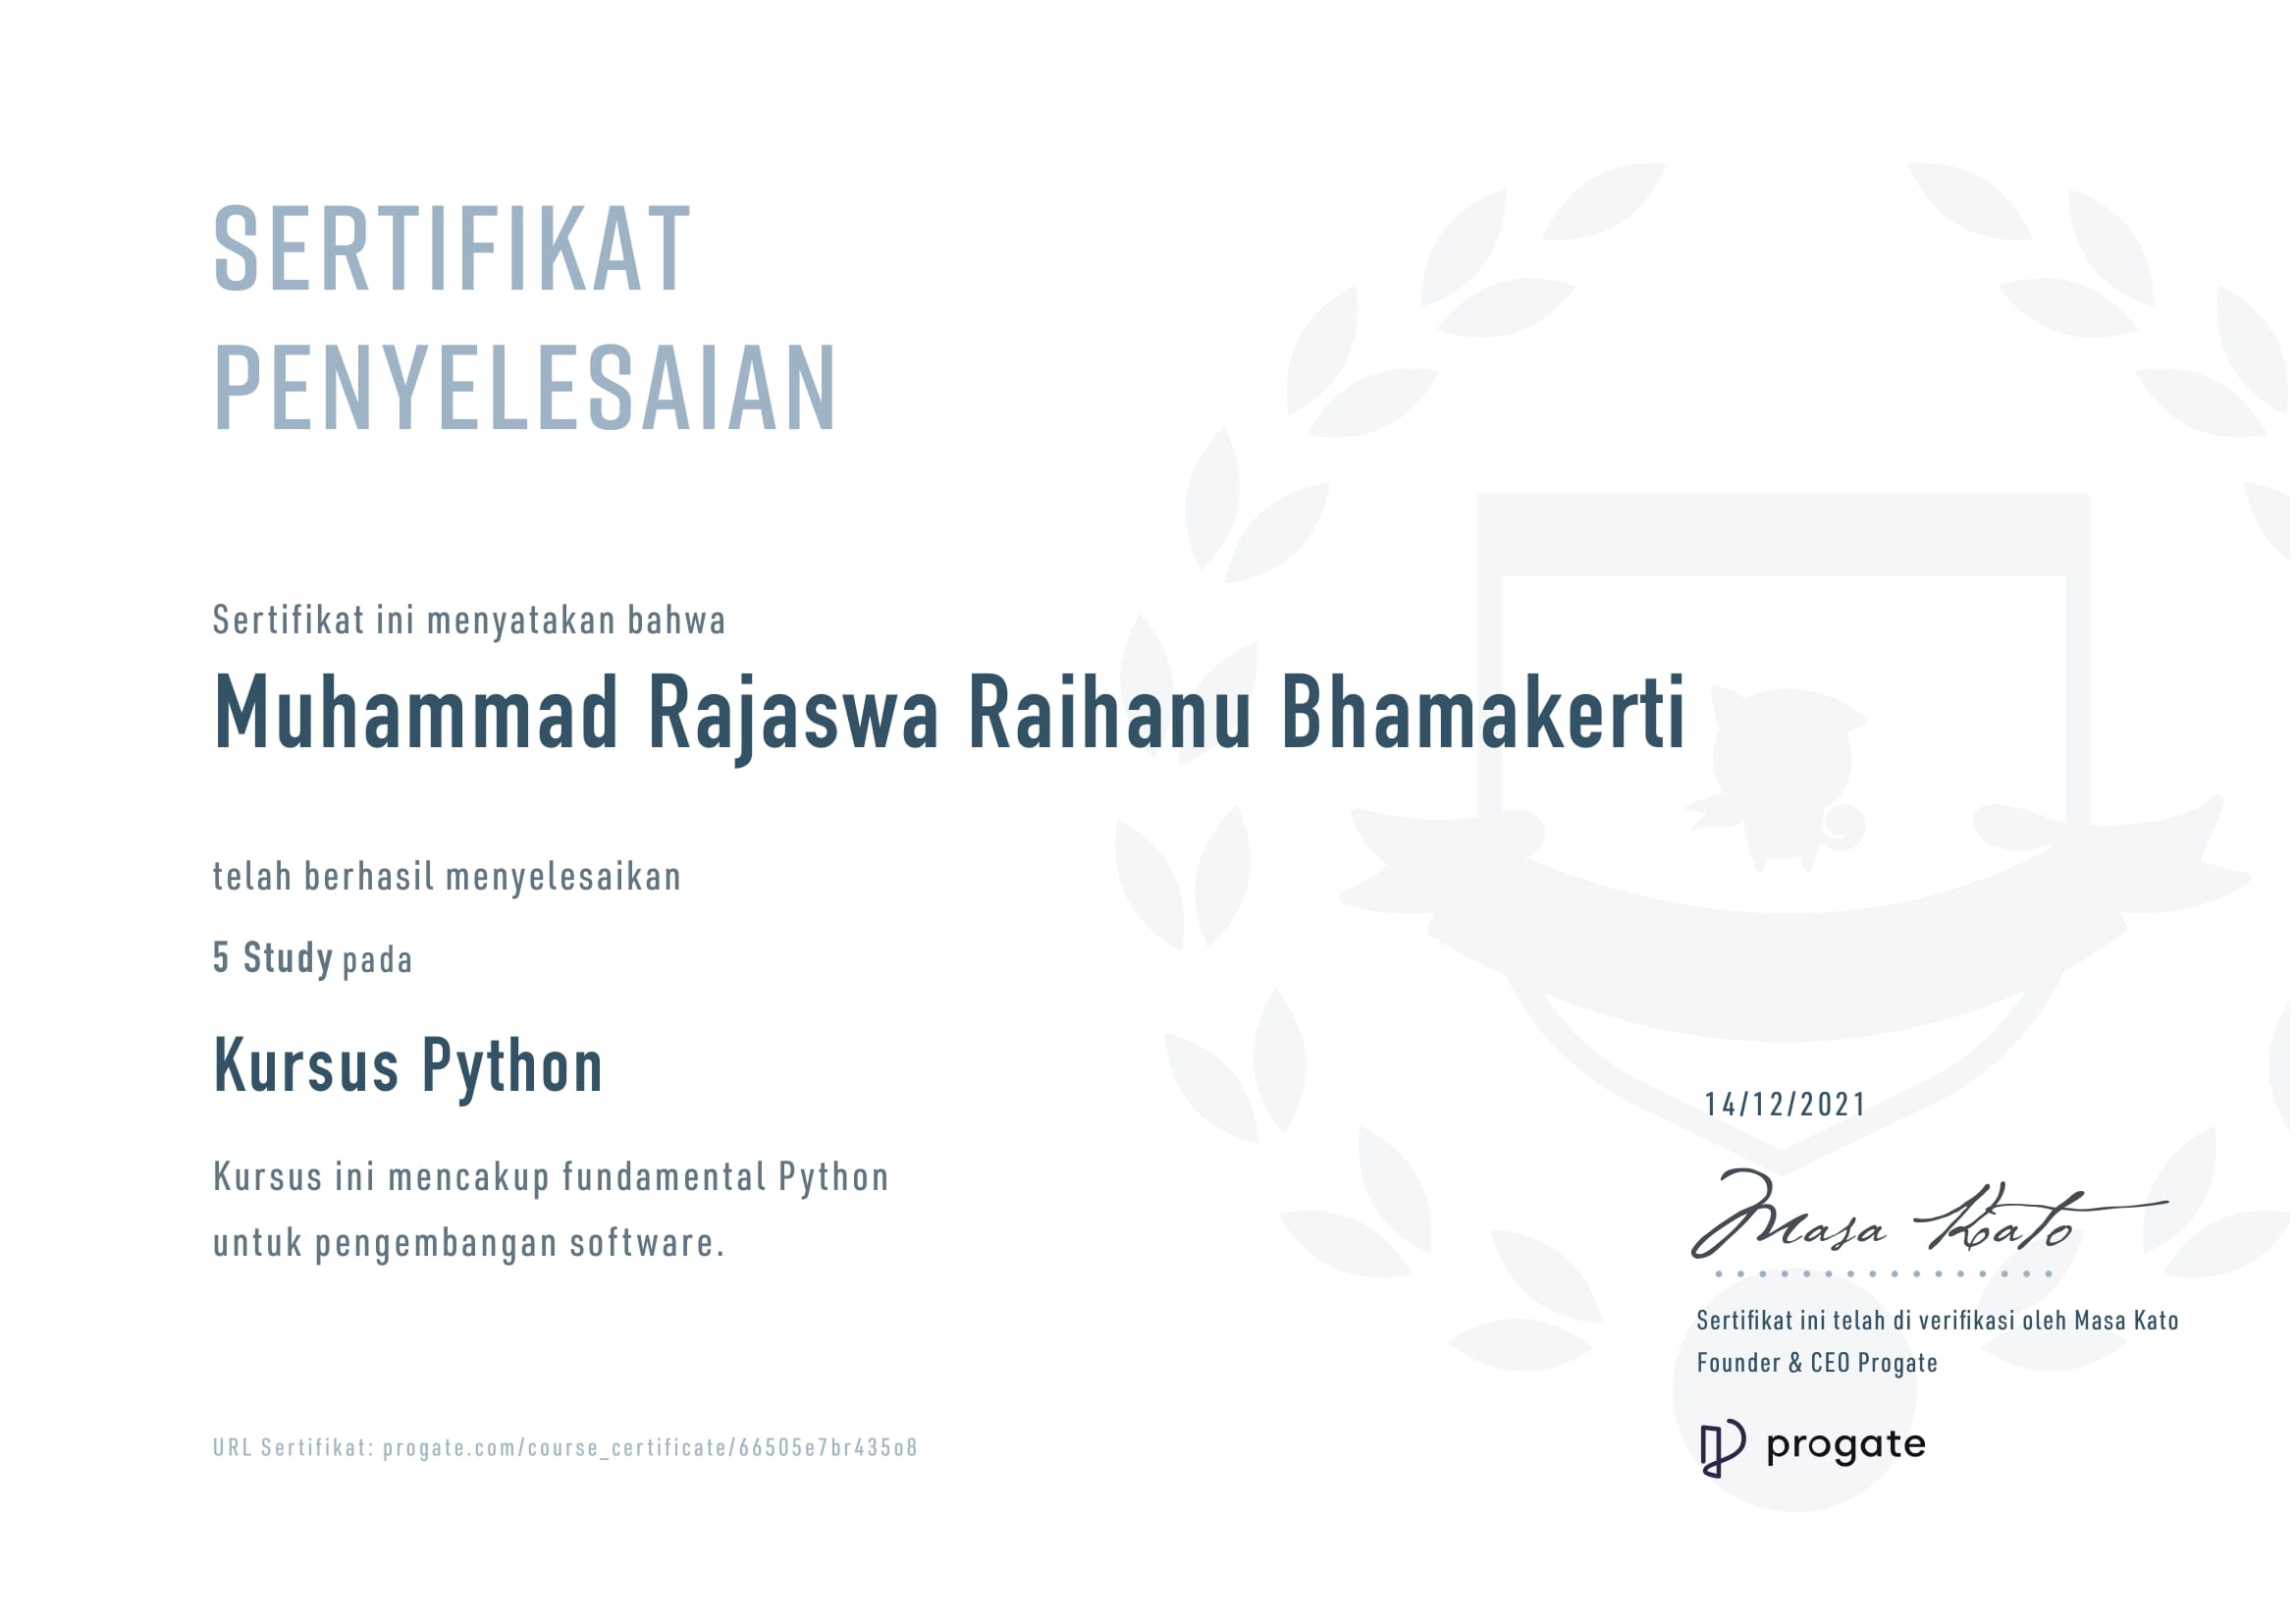 SERTIFIKAT
PENYELESAIAN
Sertifikat ini menyatakan bahwa
Muhammad Rajaswa Raihanu Bhamakerti
telah berhasil menyelesaikan
5 Study pada
Kursus Python
Kursus ini mencakup fundamental Python
untuk pengembangan software.
14/12/2021
Masa Kato
Sertifikat ini telah di verifikasi oleh Masa Kato
Founder & CEO Progate
URL Sertifikat: progate.com/course_certificate/66505e7br435o8
progate